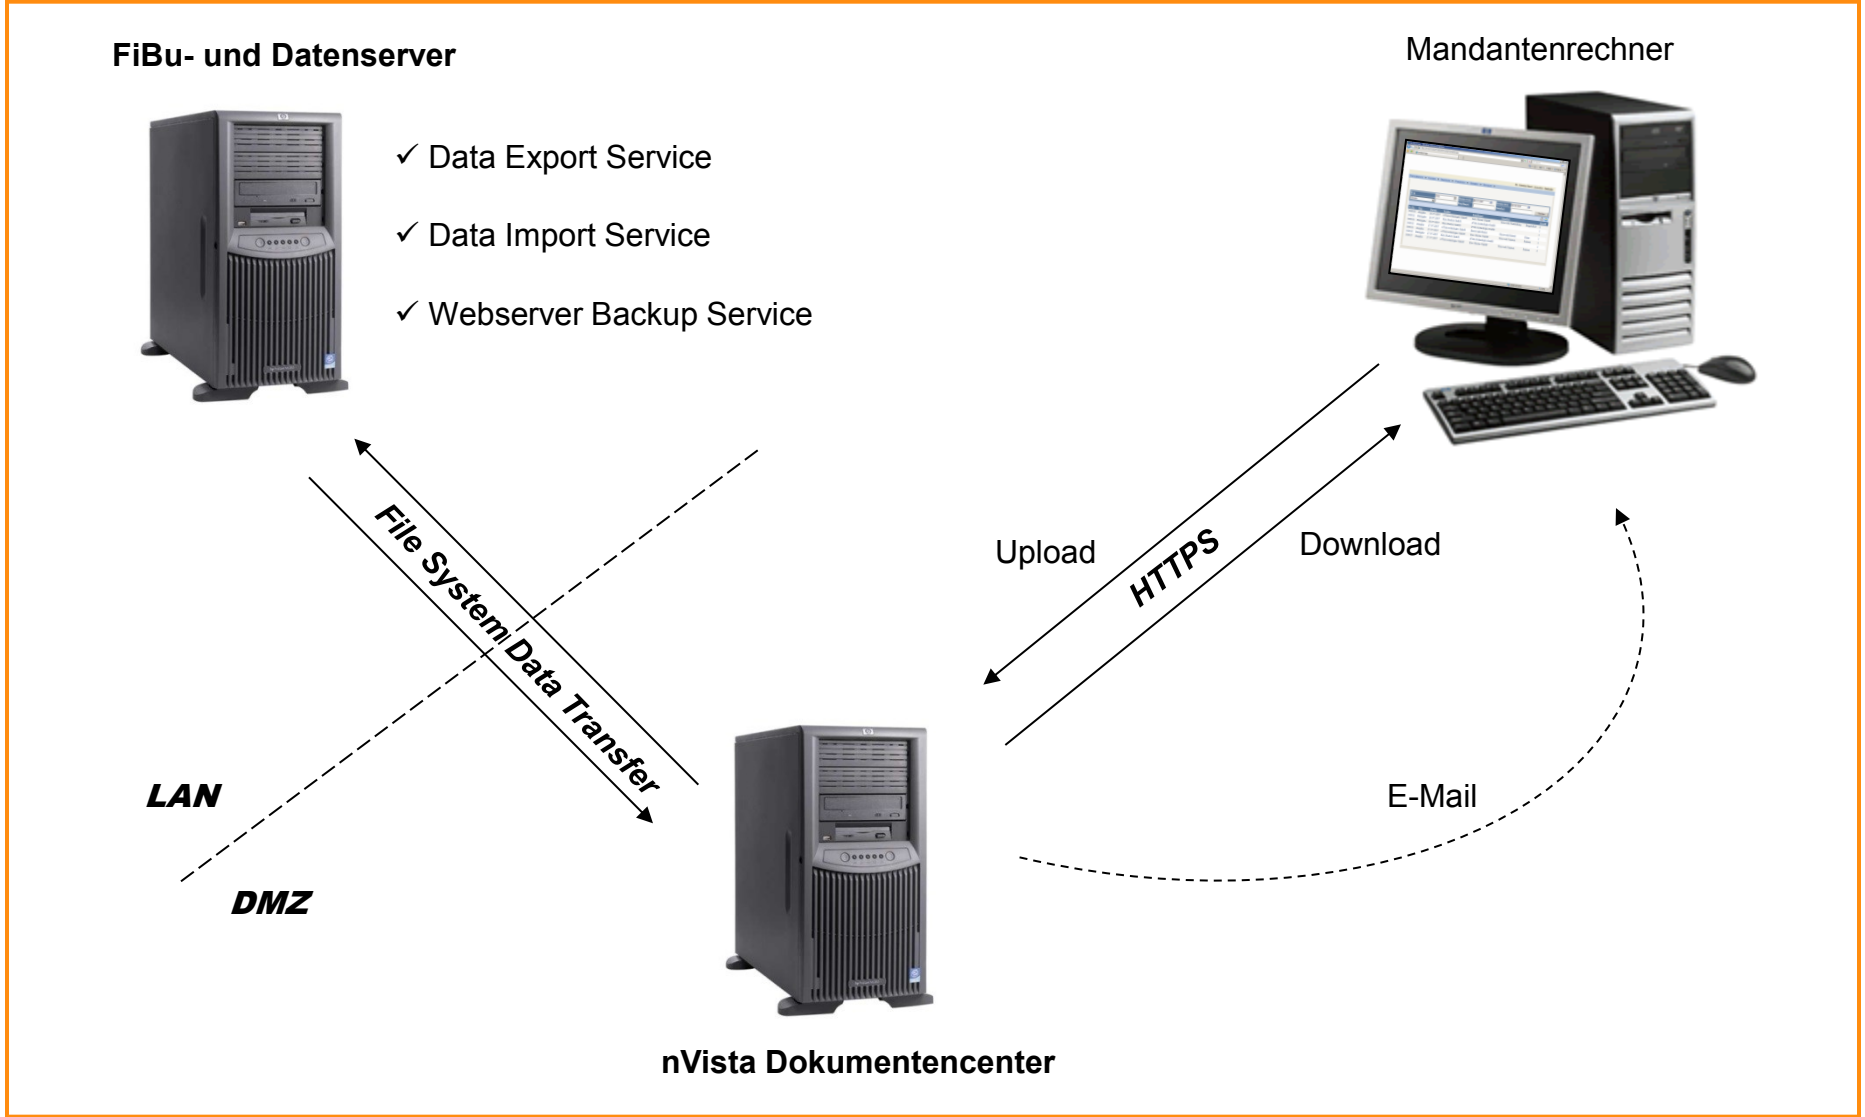 FiBu- und Datenserver
Mandantenrechner
✓ Data Export Service
✓ Data Import Service
✓ Webserver Backup Service
File System Data Transfer
Upload
HTTPS
Download
LAN
E-Mail
DMZ
nVista Dokumentencenter